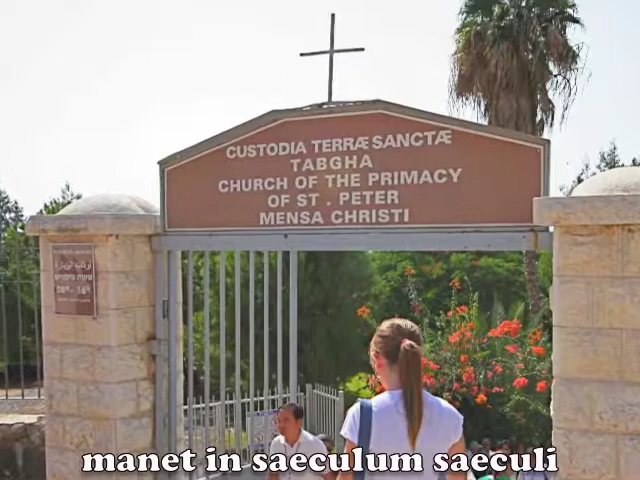 CUSTODIA TERRÆ SANCTÆ
TABGHA
CHURCH OF THE PRIMACY
OF ST . PETER
MENSA CHRISTI
manet in saeculum saeculi